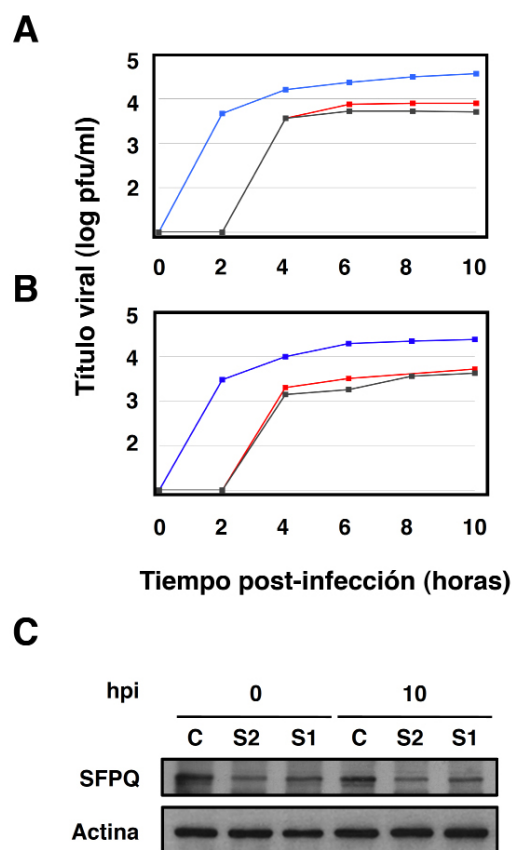 A
5
4
3
2
0 2 4 6 8 10
B
5
4
3
2
0 2 4 6 8 10
Título viral (log pfu/ml)
Tiempo post-infección (horas)
C
hpi 0 10
C S2 S1 C S2 S1
SFPQ
Actina